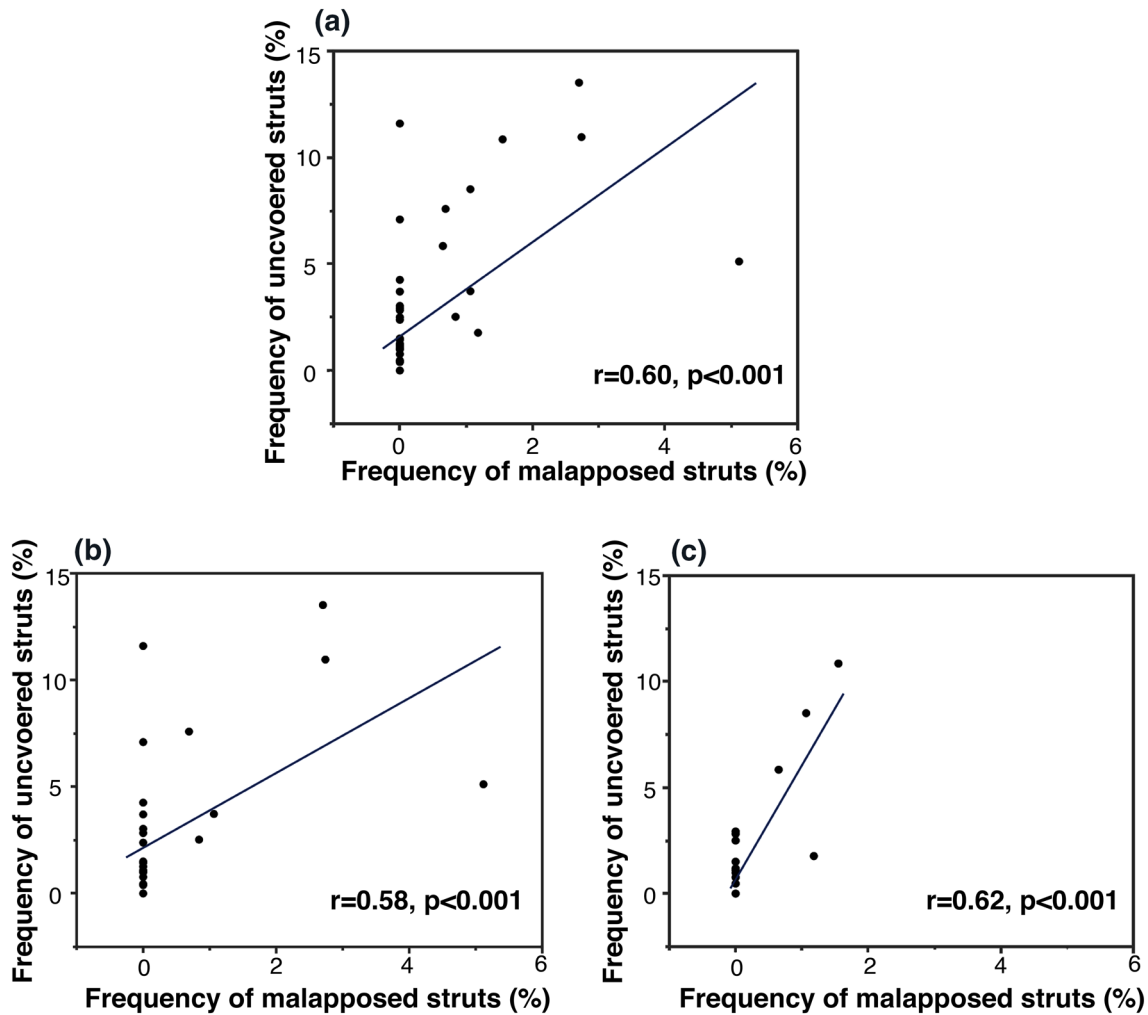 (a)
Frequency of uncvoered struts (%)
15
10
5
0
r=0.60, p<0.001
0 2 4 6
Frequency of malapposed struts (%)
(b)
Frequency of uncvoered struts (%)
15
10
5
0
r=0.58, p<0.001
0 2 4 6
Frequency of malapposed struts (%)
(c)
Frequency of uncvoered struts (%)
15
10
5
0
r=0.62, p<0.001
0 2 4 6
Frequency of malapposed struts (%)